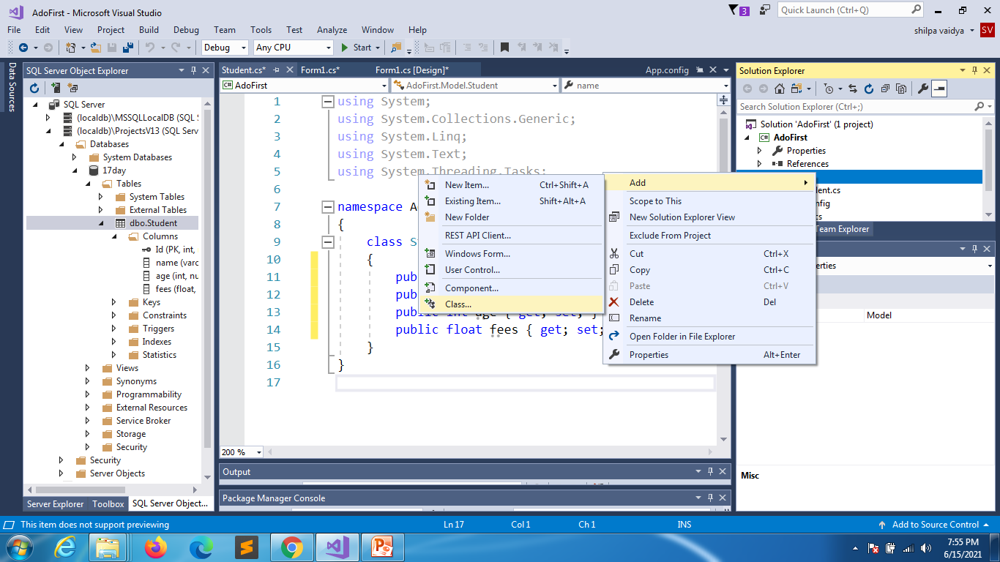 AdoFirst - Microsoft Visual Studio
3
Quick Launch (Ctrl+Q)
File Edit View Project Build Debug Team Tools Test Analyze Window Help
shilpa vaidya SV
Debug Any CPU Start
Data Sources
SQL Server Object Explorer
SQL Server
(localdb)\MSSQLLocalDB (SQL
(localdb)\ProjectsV13 (SQL Serv
Databases
System Databases
17day
Tables
System Tables
External Tables
dbo.Student
Columns
Id (PK, int,
name (varc
age (int, nu
fees (float,
Keys
Constraints
Triggers
Indexes
Statistics
Views
Synonyms
Programmability
External Resources
Service Broker
Storage
Security
Security
Server Objects
Server Explorer Toolbox SQL Server Object...
Student.cs* Form1.cs* Form1.cs [Design]* App.config
AdoFirst AdoFirst.Model.Student name
1 using System;
2 using System.Collections.Generic;
3 using System.Linq;
4 using System.Text;
5 using System.Threading.Tasks;
6
7 namespace A
8 {
9 class S
10 {
11 pub
12 pub
13 public int age { get; set; }
14 public float fees { get; set;
15 }
16 }
17
200 %
New Item... Ctrl+Shift+A
Existing Item... Shift+Alt+A
New Folder
REST API Client...
Windows Form...
User Control...
Component...
Class...
Add
Scope to This
New Solution Explorer View
Exclude From Project
Cut Ctrl+X
Copy Ctrl+C
Paste Ctrl+V
Delete Del
Rename
Open Folder in File Explorer
Properties Alt+Enter
Output
Package Manager Console
Solution Explorer
Search Solution Explorer (Ctrl+;)
Solution 'AdoFirst' (1 project)
AdoFirst
Properties
References
dent.cs
nfig
cs
Team Explorer
erties
Model
Misc
This item does not support previewing
Ln 17 Col 1 Ch 1 INS
Add to Source Control
7:55 PM
6/15/2021